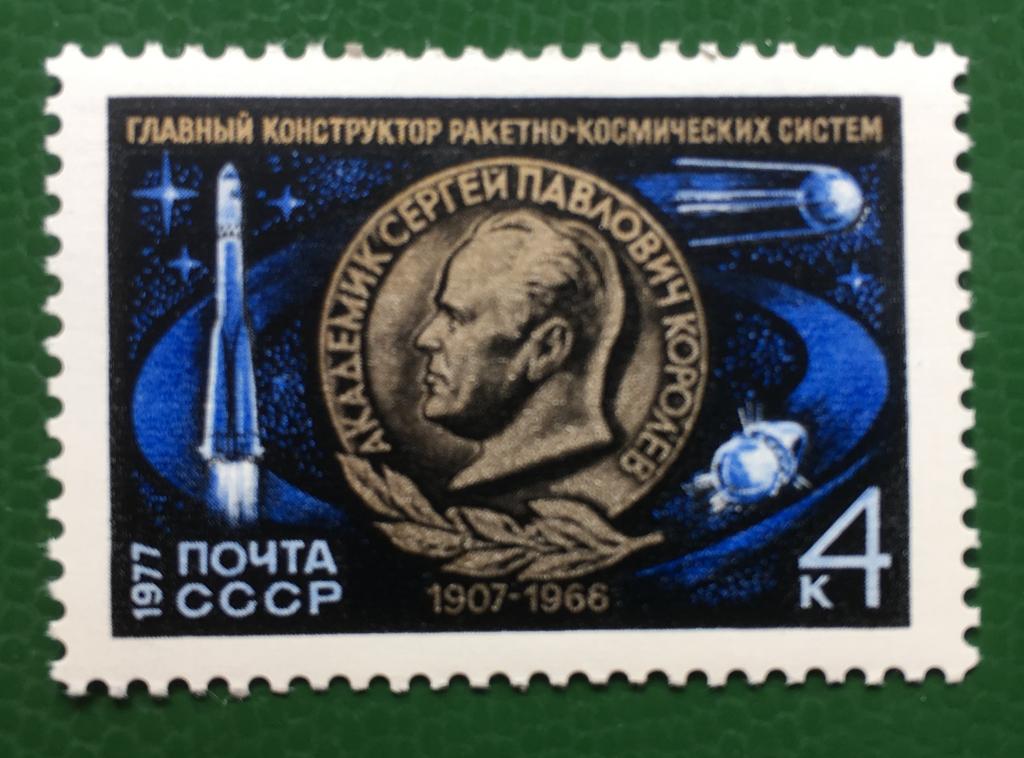 ГЛАВНЫЙ КОНСТРУКТОР РАКЕТНО-КОСМИЧЕСКИХ СИСТЕМ
АКАДЕМИК СЕРГЕЙ ПАВЛОВИЧ КОРОЛЕВ
1977
ПОЧТА
СССР
1907-1966
4
К